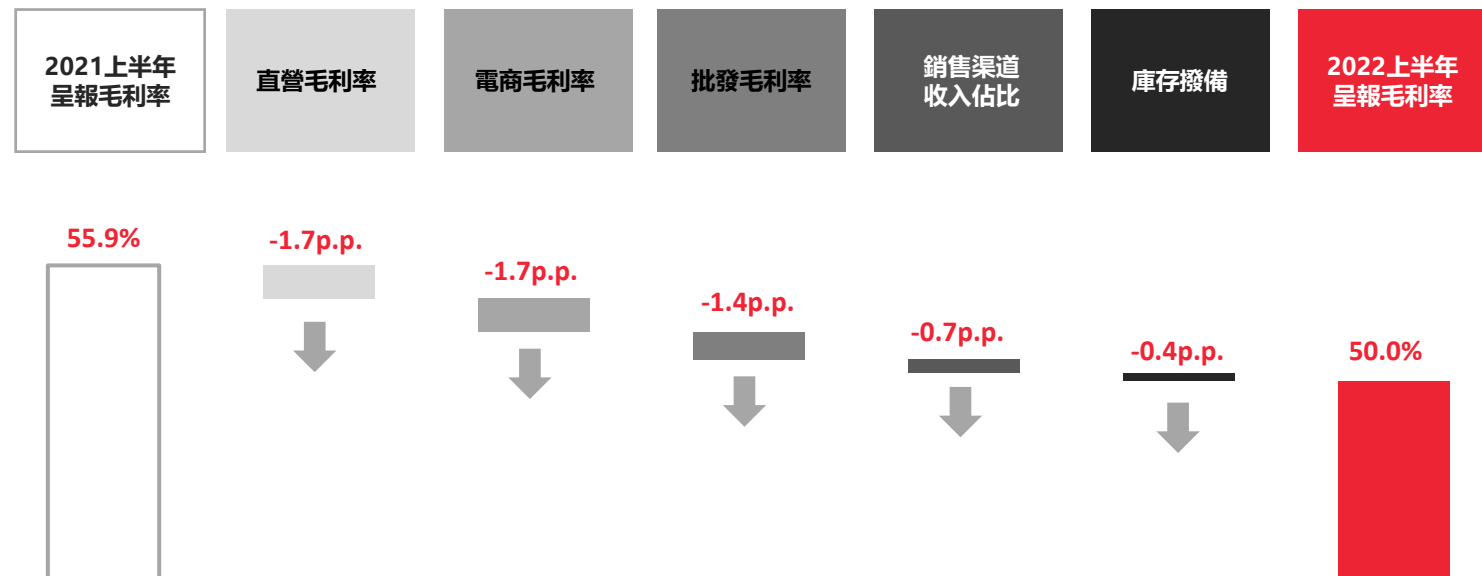 2021上半年
呈報毛利率
直營毛利率
電商毛利率
批發毛利率
銷售渠道
收入佔比
庫存撥備
2022上半年
呈報毛利率
55.9%
-1.7p.p.
-1.7p.p.
-1.4p.p.
-0.7p.p.
-0.4p.p.
50.0%